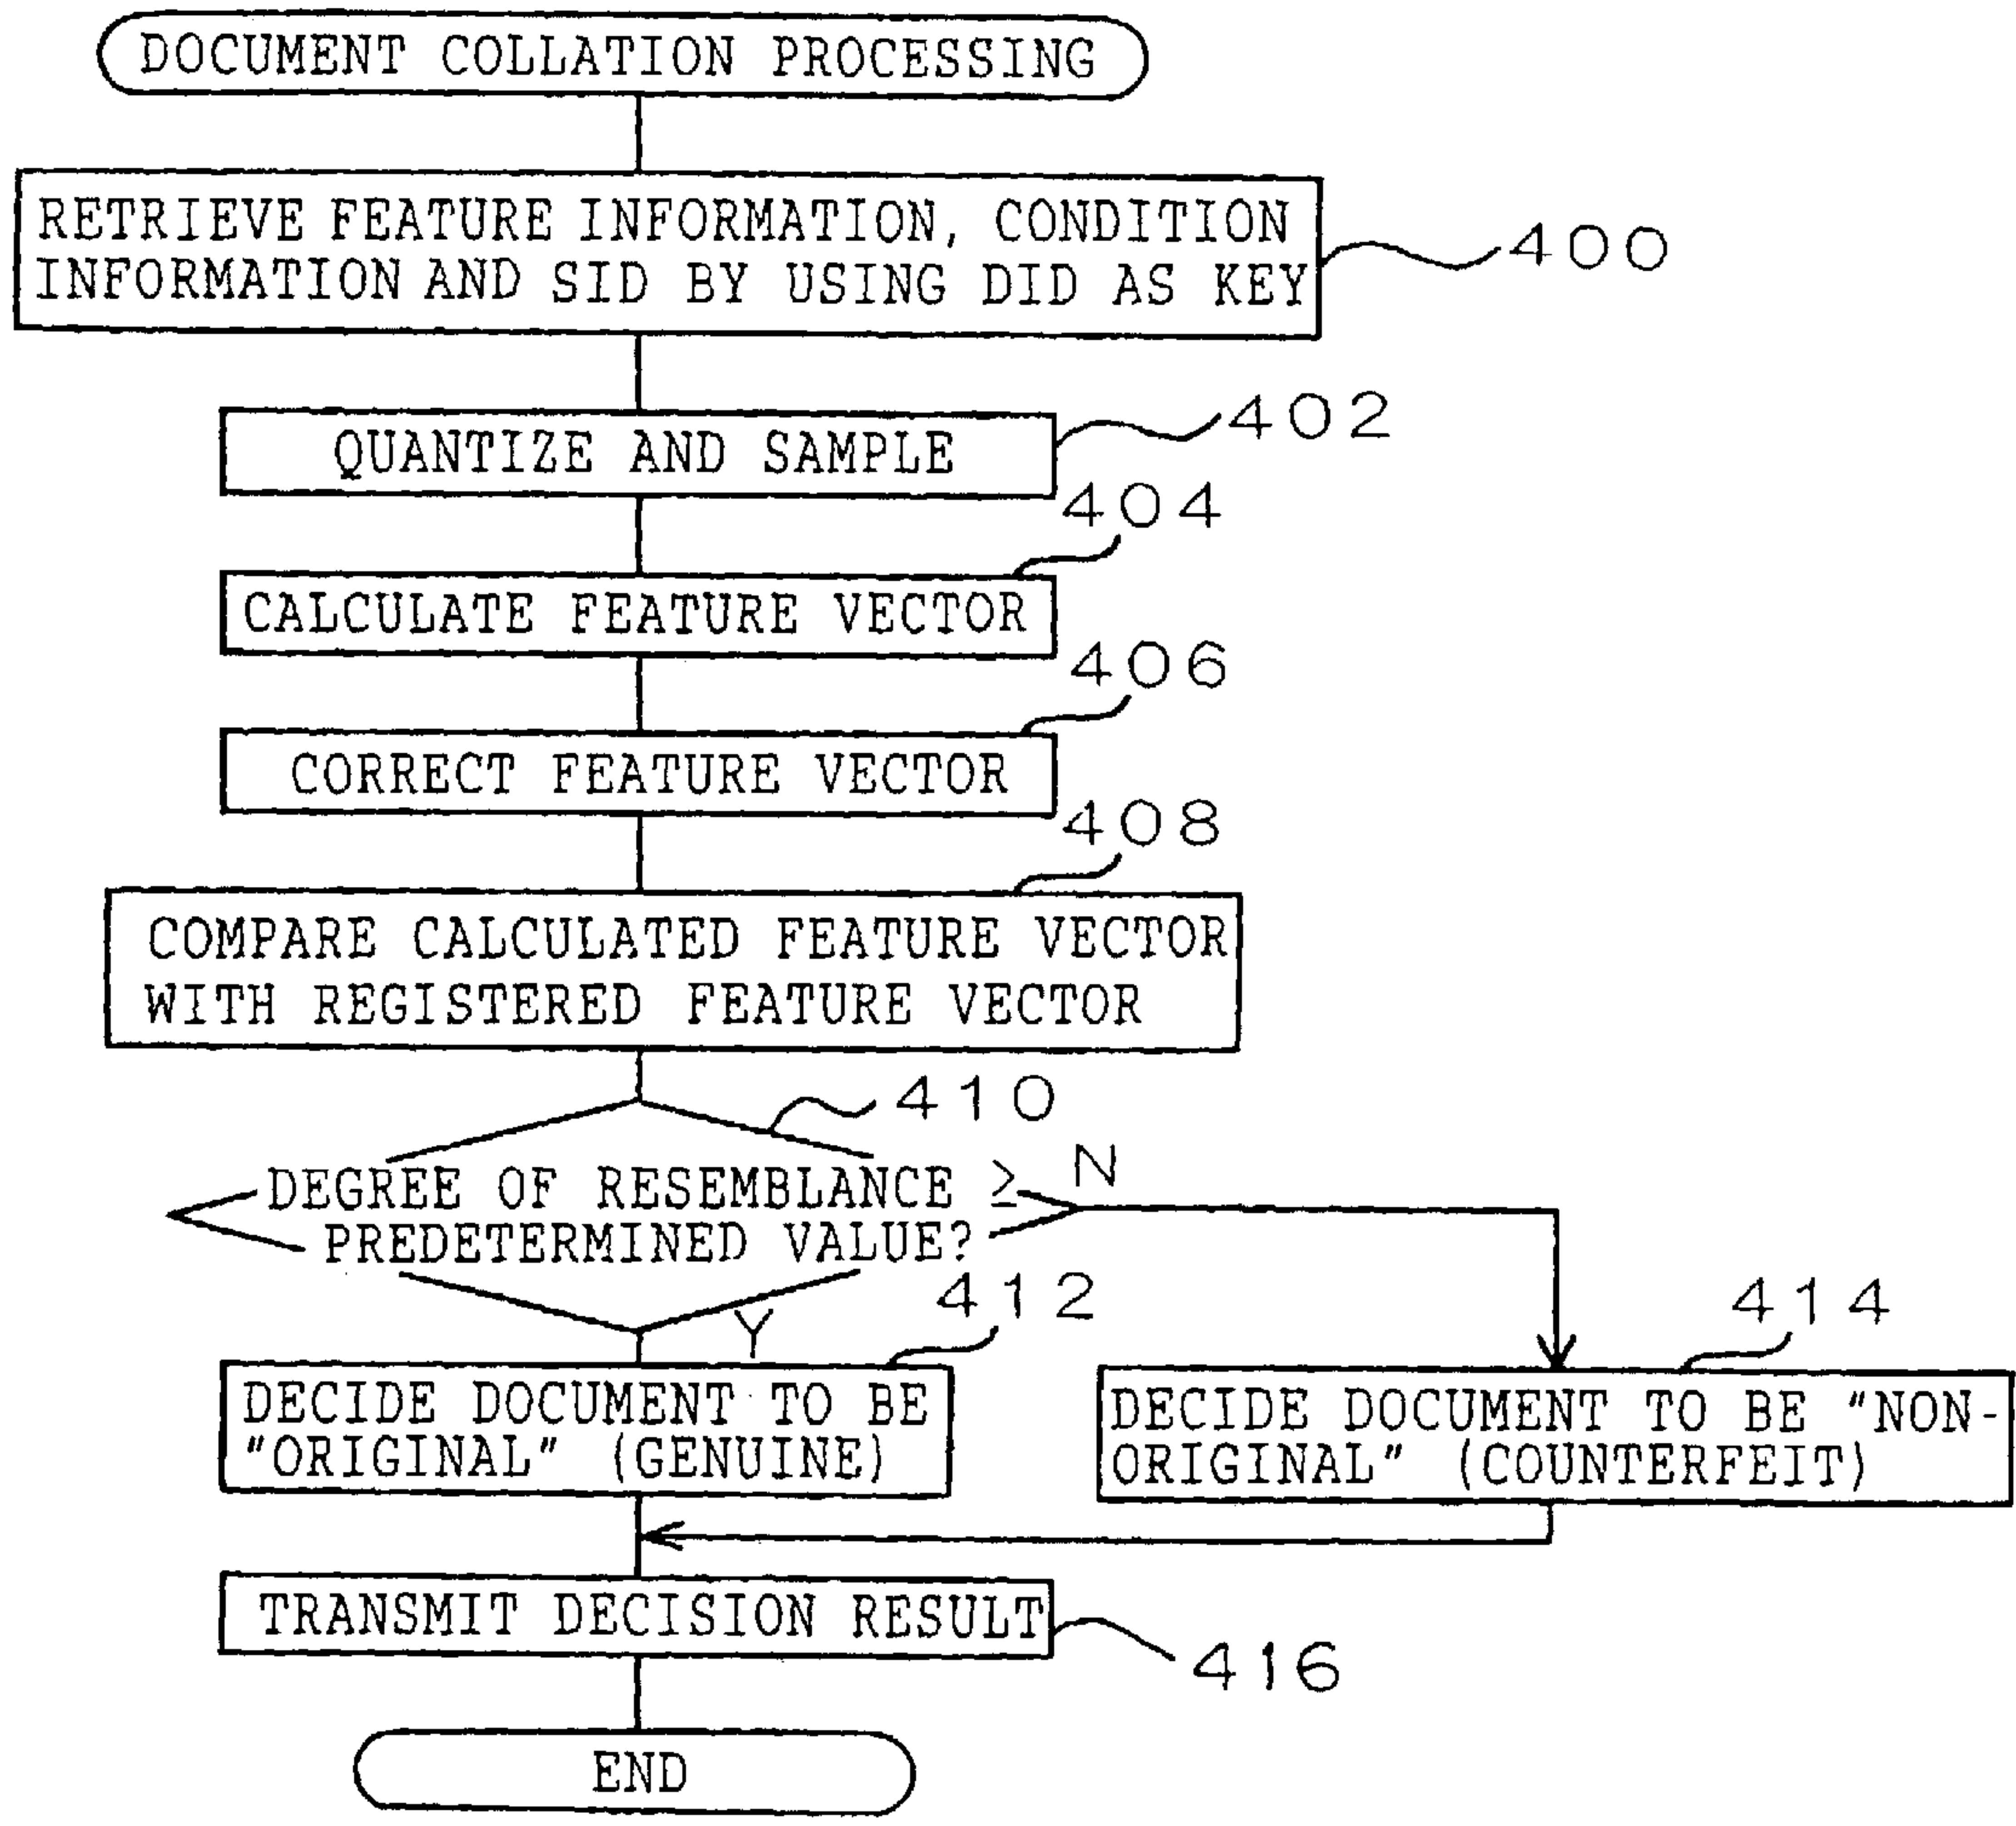 DOCUMENT COLLATION PROCESSING
RETRIEVE FEATURE INFORMATION, CONDITION
INFORMATION AND SID BY USING DID AS KEY
400
QUANTIZE AND SAMPLE
402
404
CALCULATE FEATURE VECTOR
406
CORRECT FEATURE VECTOR
408
COMPARE CALCULATED FEATURE VECTOR
WITH REGISTERED FEATURE VECTOR
410
DEGREE OF RESEMBLANCE ≥
PREDETERMINED VALUE?
N
Y
412
DECIDE DOCUMENT TO BE
"ORIGINAL" (GENUINE)
414
DECIDE DOCUMENT TO BE "NON-
ORIGINAL" (COUNTERFEIT)
TRANSMIT DECISION RESULT
416
END